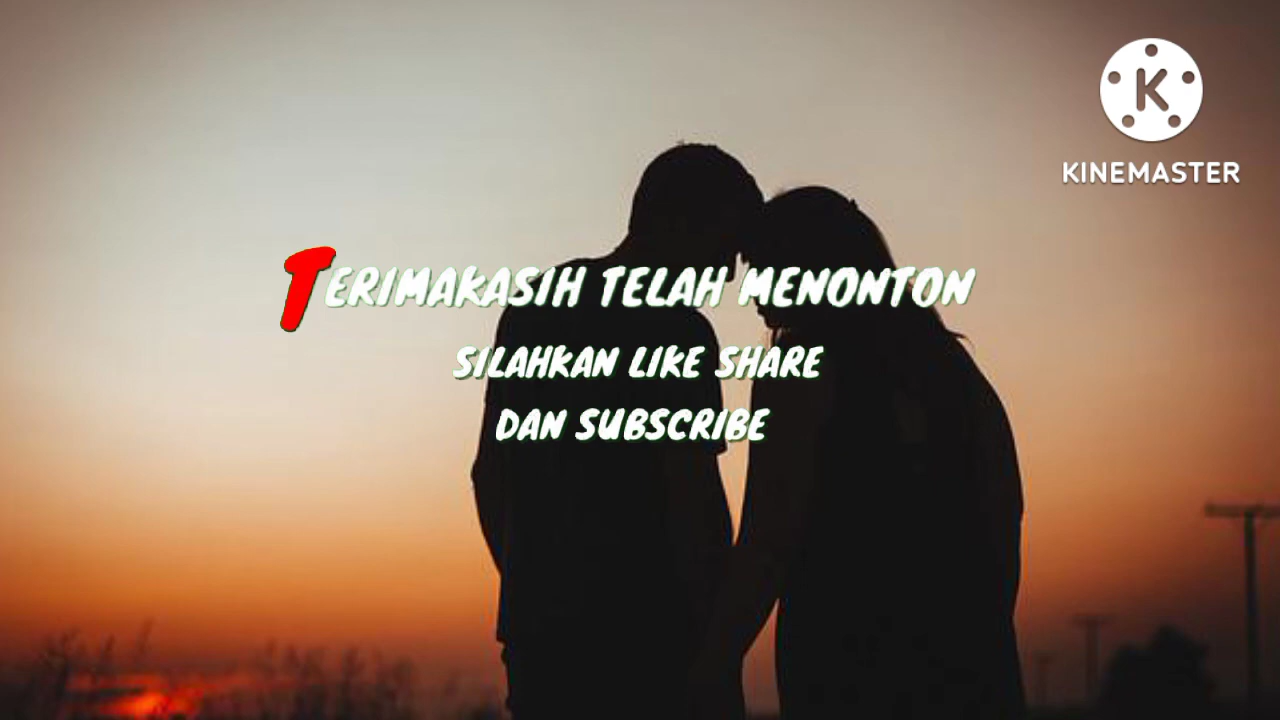 K
KINEMASTER
TERIMAKASIH TELAH MENONTON
SILAHKAN LIKE SHARE
DAN SUBSCRIBE